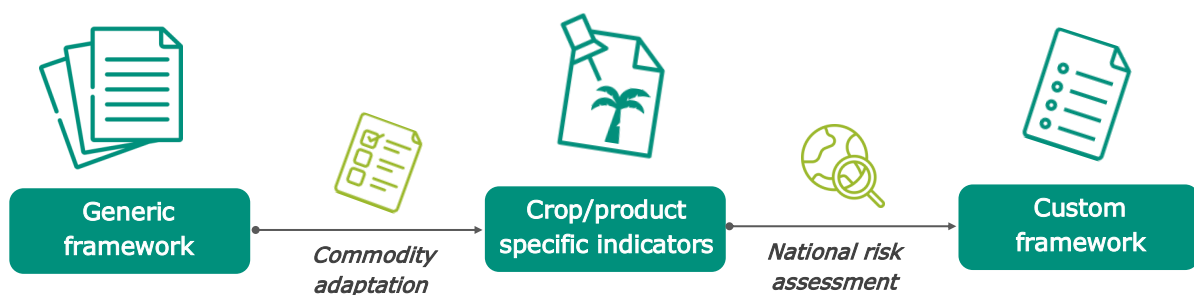 Generic
framework
Commodity
adaptation
Crop/product
specific indicators
National risk
assessment
Custom
framework